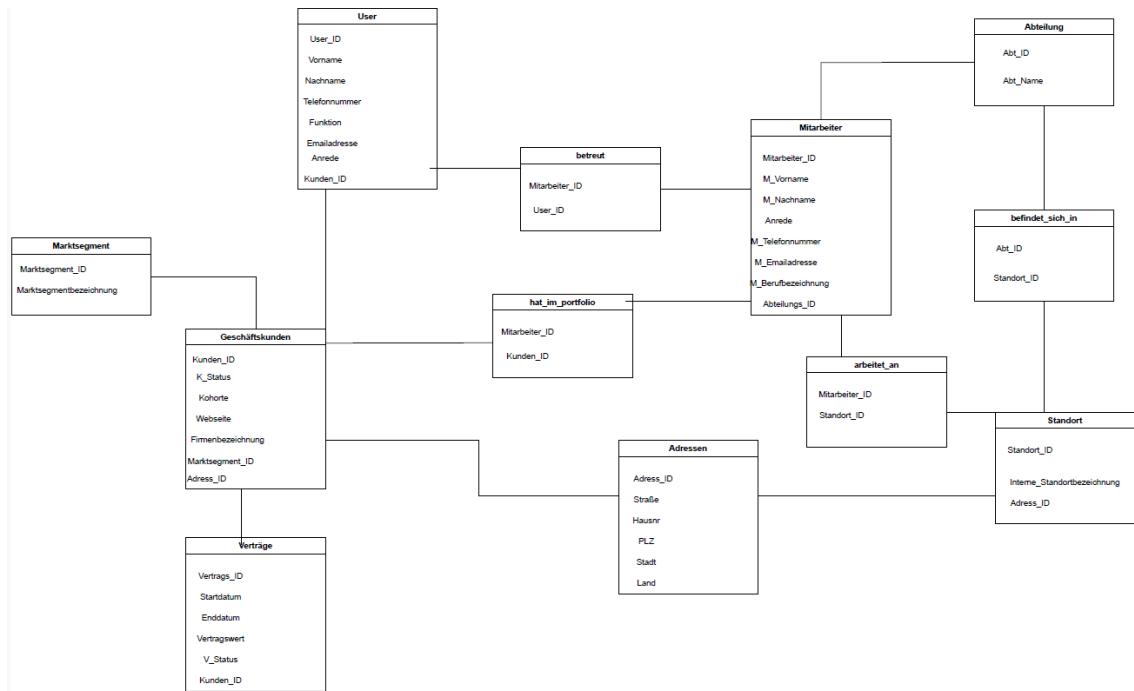 User
User_ID
Vorname
Nachname
Telefonnummer
Funktion
Emailadresse
Anrede
Kunden_ID
Abteilung
Abt_ID
Abt_Name
Mitarbeiter
Mitarbeiter_ID
M_Vorname
M_Nachname
Anrede
M_Telefonnummer
M_Emailadresse
M_Berufbezeichnung
Abteilungs_ID
betreut
Mitarbeiter_ID
User_ID
befindet_sich_in
Abt_ID
Standort_ID
Marktsegment
Marktsegment_ID
Marktsegmentbezeichnung
hat_im_portfolio
Mitarbeiter_ID
Kunden_ID
Geschäftskunden
Kunden_ID
K_Status
Kohorte
Webseite
Firmenbezeichnung
Marktsegment_ID
Adress_ID
arbeitet_an
Mitarbeiter_ID
Standort_ID
Standort
Standort_ID
Interne_Standortbezeichnung
Adress_ID
Adressen
Adress_ID
Straße
Hausnr
PLZ
Stadt
Land
Verträge
Vertrags_ID
Startdatum
Enddatum
Vertragswert
V_Status
Kunden_ID